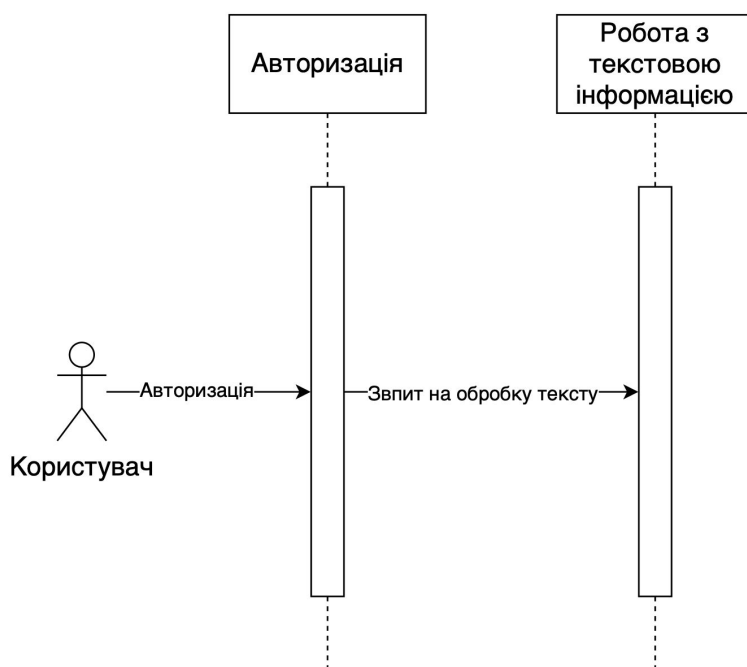 Авторизація
Робота з
текстовою
інформацією
Авторизація
Звпит на обробку тексту
Користувач